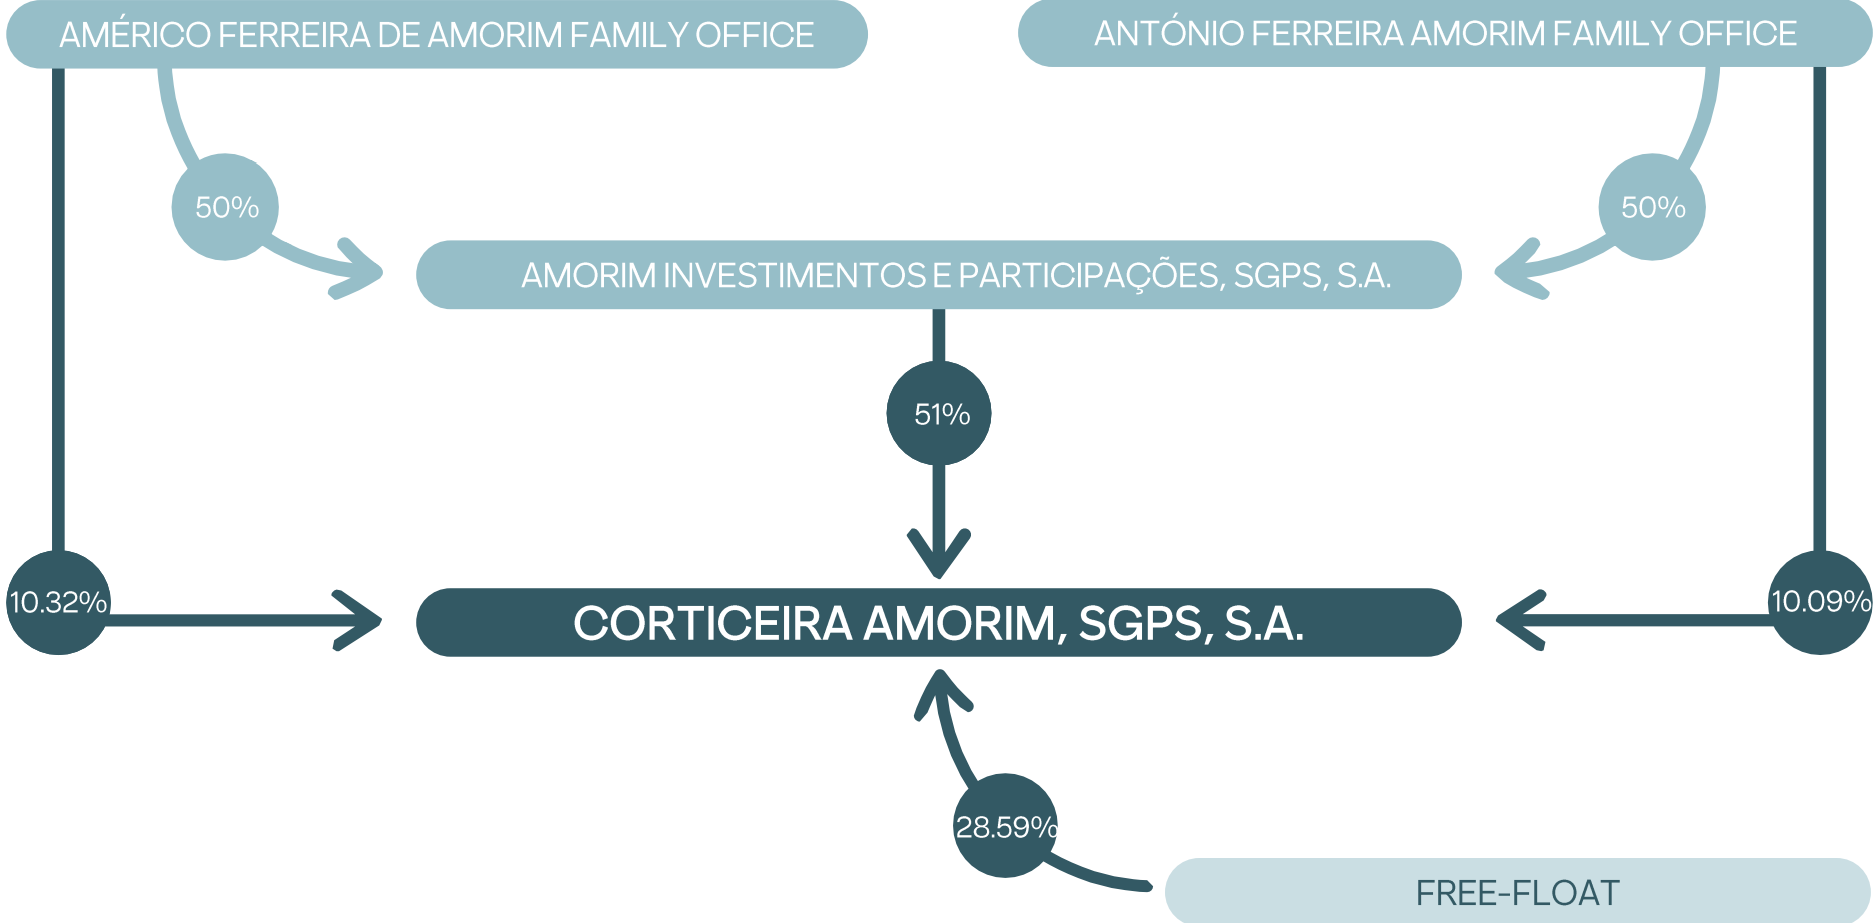 AMÉRICO FERREIRA DE AMORIM FAMILY OFFICE
ANTÓNIO FERREIRA AMORIM FAMILY OFFICE
50%
50%
AMORIM INVESTIMENTOS E PARTICIPAÇÕES, SGPS, S.A.
51%
10.32%
CORTICEIRA AMORIM, SGPS, S.A.
10.09%
28.59%
FREE-FLOAT